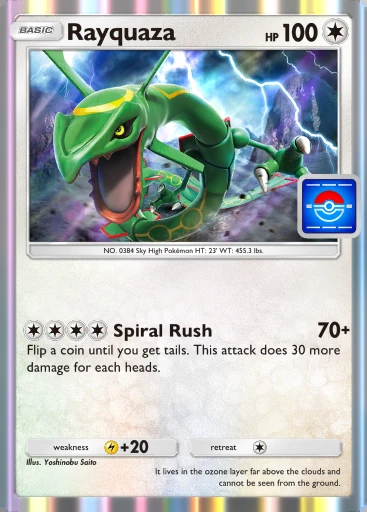 BASIC Rayquaza HP 100
NO. 0384 Sky High Pokémon HT: 23' WT: 455.3 lbs.
Spiral Rush 70+
Flip a coin until you get tails. This attack does 30 more
damage for each heads.
weakness +20 retreat
Illus. Yoshinobu Saito
It lives in the ozone layer far above the clouds and
cannot be seen from the ground.